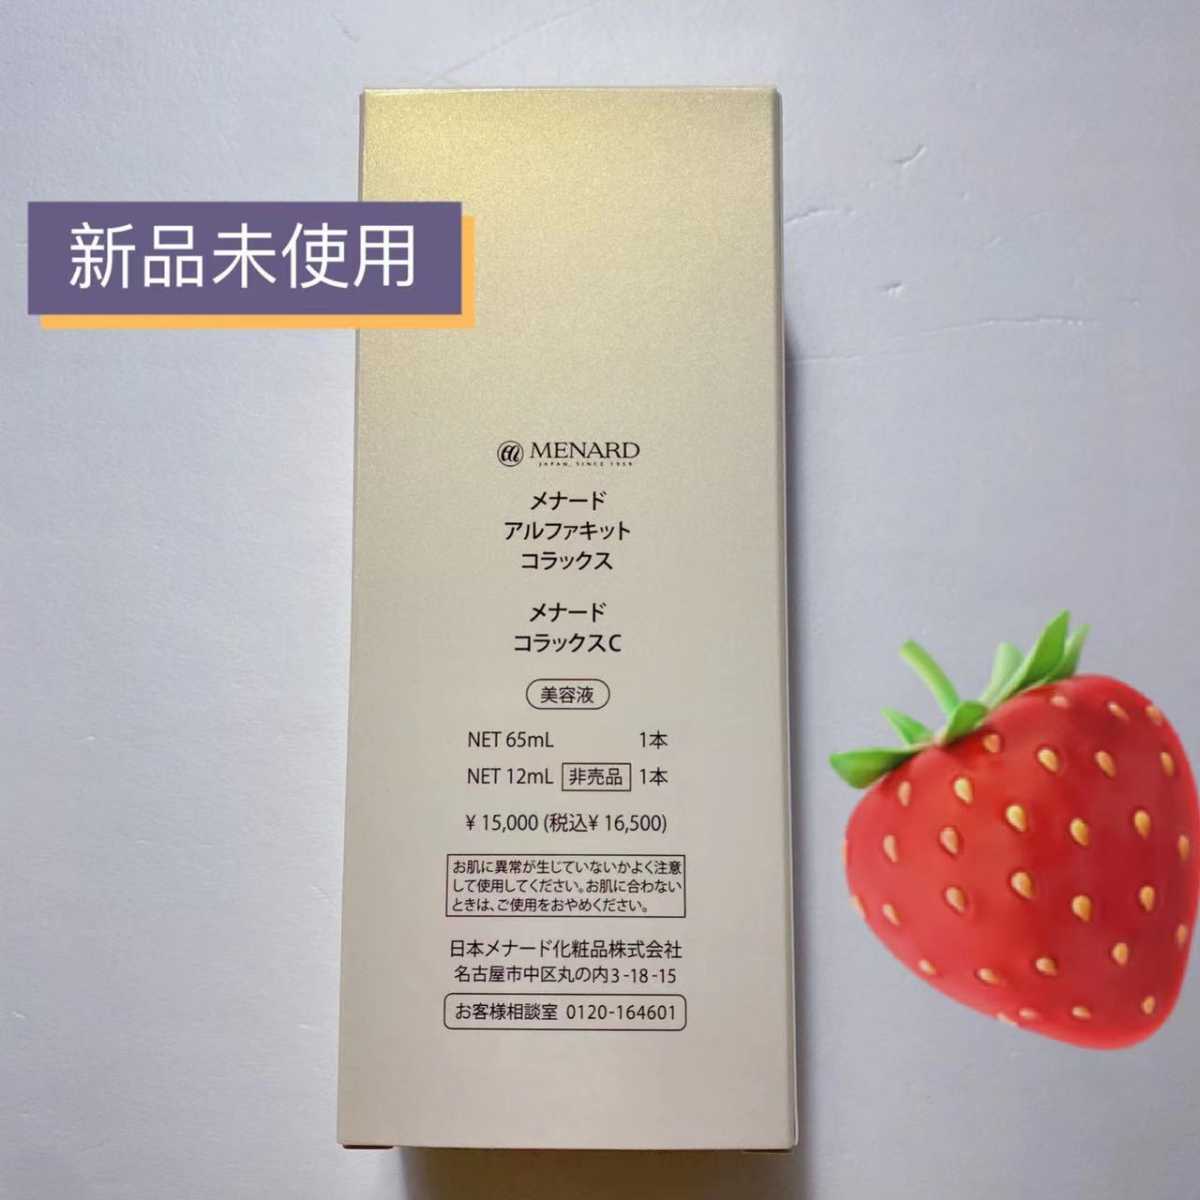 新品未使用
MENARD
JAPAN, SINCE 1959
メナード
アルファキット
コラックス
メナード
コラックスC
美容液
NET 65mL 1本
NET 12mL 非売品 1本
¥ 15,000 (税込¥ 16,500)
お肌に異常が生じていないかよく注意
して使用してください。お肌に合わない
ときは、ご使用をおやめください。
日本メナード化粧品株式会社
名古屋市中区丸の内3-18-15
お客様相談室 0120-164601